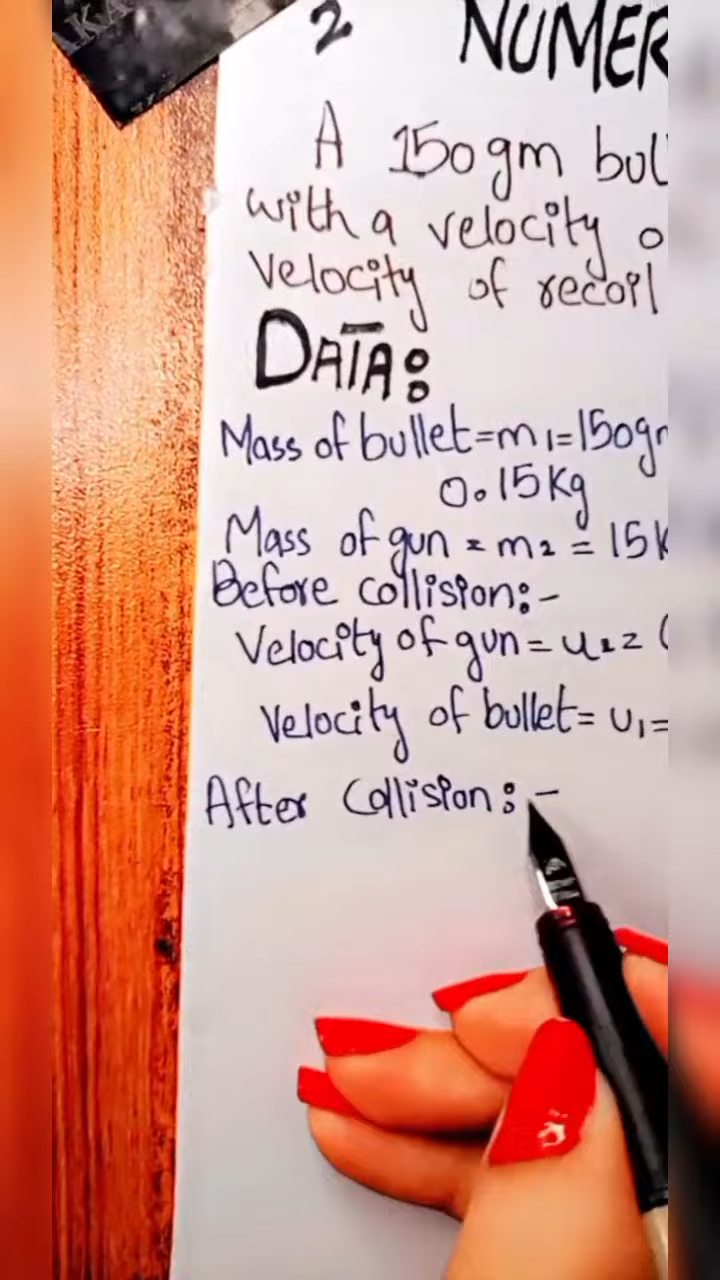 2 NUMER
A 150gm bul
with a velocity o
velocity of recoil
DATA:
Mass of bullet=m1=150gm
0.15Kg
Mass of gun = m2 = 15K
Before collision:-
Velocity of gun = u2=
Velocity of bullet= u1=
After Collision:-